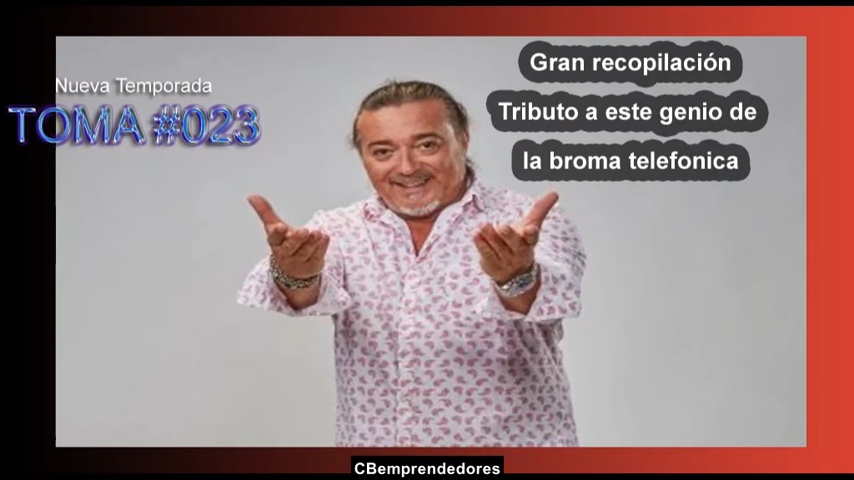 Nueva Temporada
TOMA #023
Gran recopilación
Tributo a este genio de
la broma telefonica
CBemprendedores